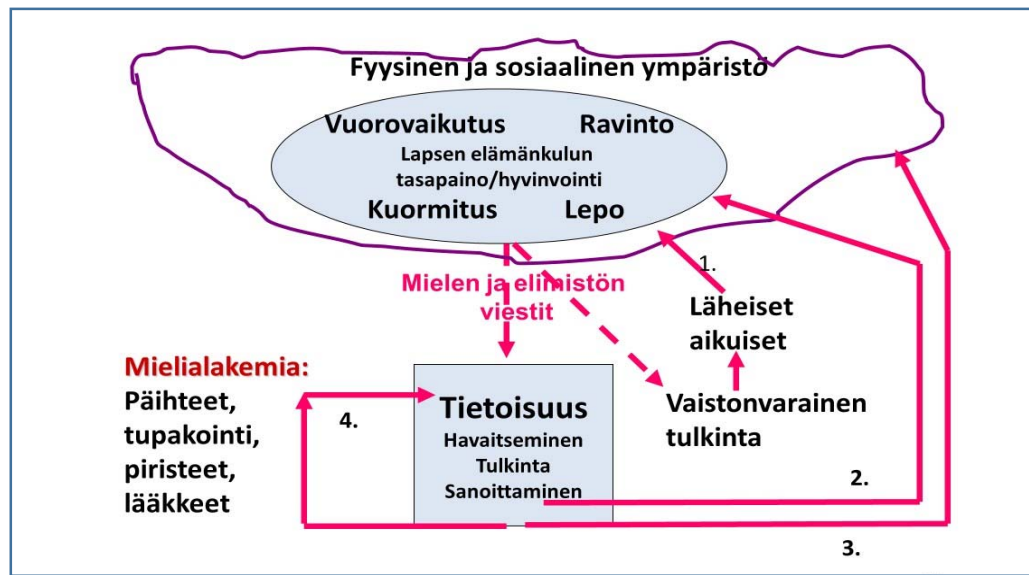 Fyysinen ja sosiaalinen ympäristö
Vuorovaikutus Ravinto
Lapsen elämänkulun
tasapaino/hyvinvointi
Kuormitus Lepo
Mielen ja elimistön
viestit
1.
Läheiset
aikuiset
Mielialakemia:
Päihteet,
tupakointi,
piristeet,
lääkkeet
4.
Tietoisuus
Havaitseminen
Tulkinta
Sanoittaminen
Vaistonvarainen
tulkinta
2.
3.